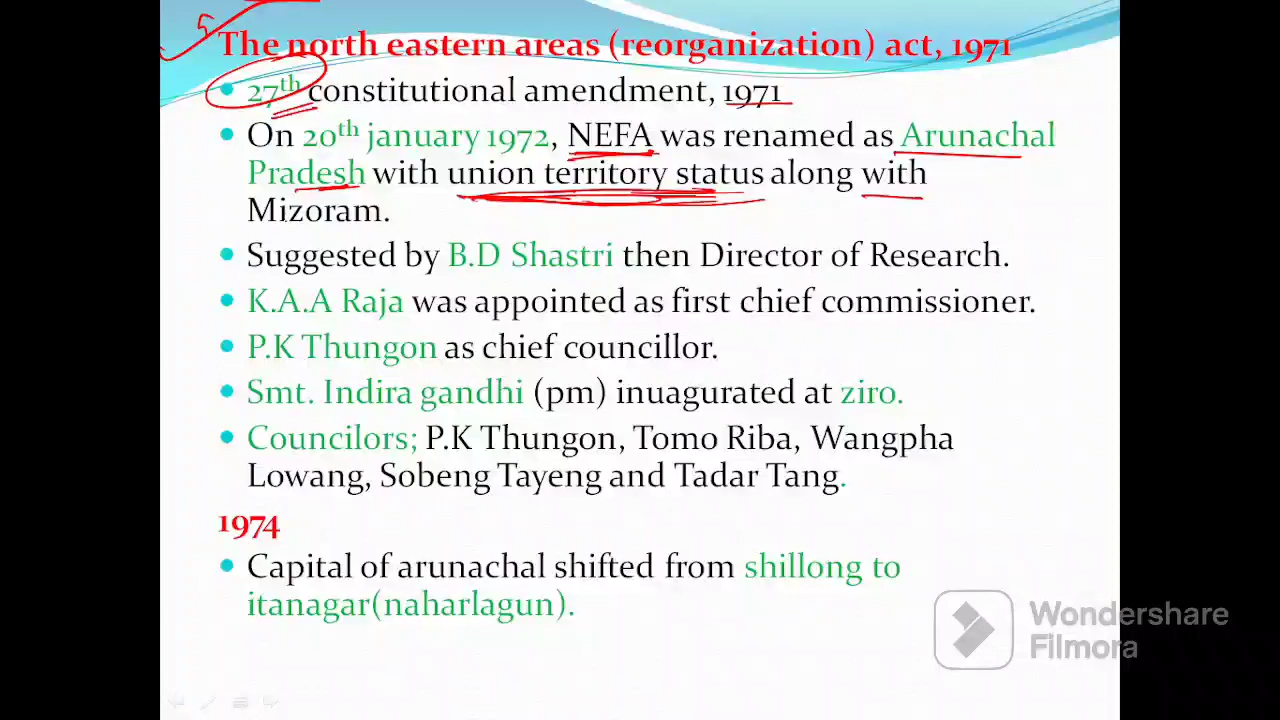 The north eastern areas (reorganization) act, 1971
27th constitutional amendment, 1971
On 20th january 1972, NEFA was renamed as Arunachal
Pradesh with union territory status along with
Mizoram.
Suggested by B.D Shastri then Director of Research.
K.A.A Raja was appointed as first chief commissioner.
P.K Thungon as chief councillor.
Smt. Indira gandhi (pm) inuagurated at ziro.
Councilors; P.K Thungon, Tomo Riba, Wangpha
Lowang, Sobeng Tayeng and Tadar Tang.
1974
Capital of arunachal shifted from shillong to
itanagar(naharlagun).
Wondershare
Filmora